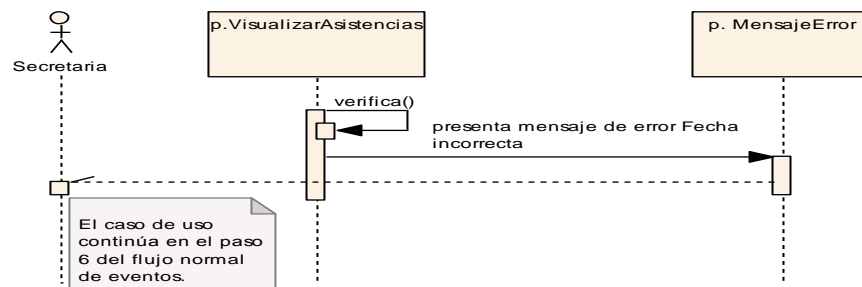 p.VisualizarAsistencias
p. MensajeError
Secretaria
verifica()
presenta mensaje de error Fecha
incorrecta
El caso de uso
continúa en el paso
6 del flujo normal
de eventos.